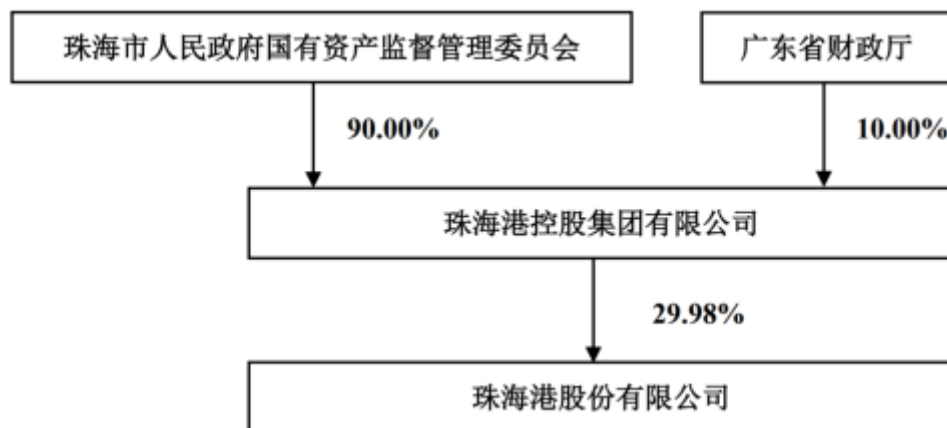 珠海市人民政府国有资产监督管理委员会
广东省财政厅
90.00%
10.00%
珠海港控股集团有限公司
29.98%
珠海港股份有限公司